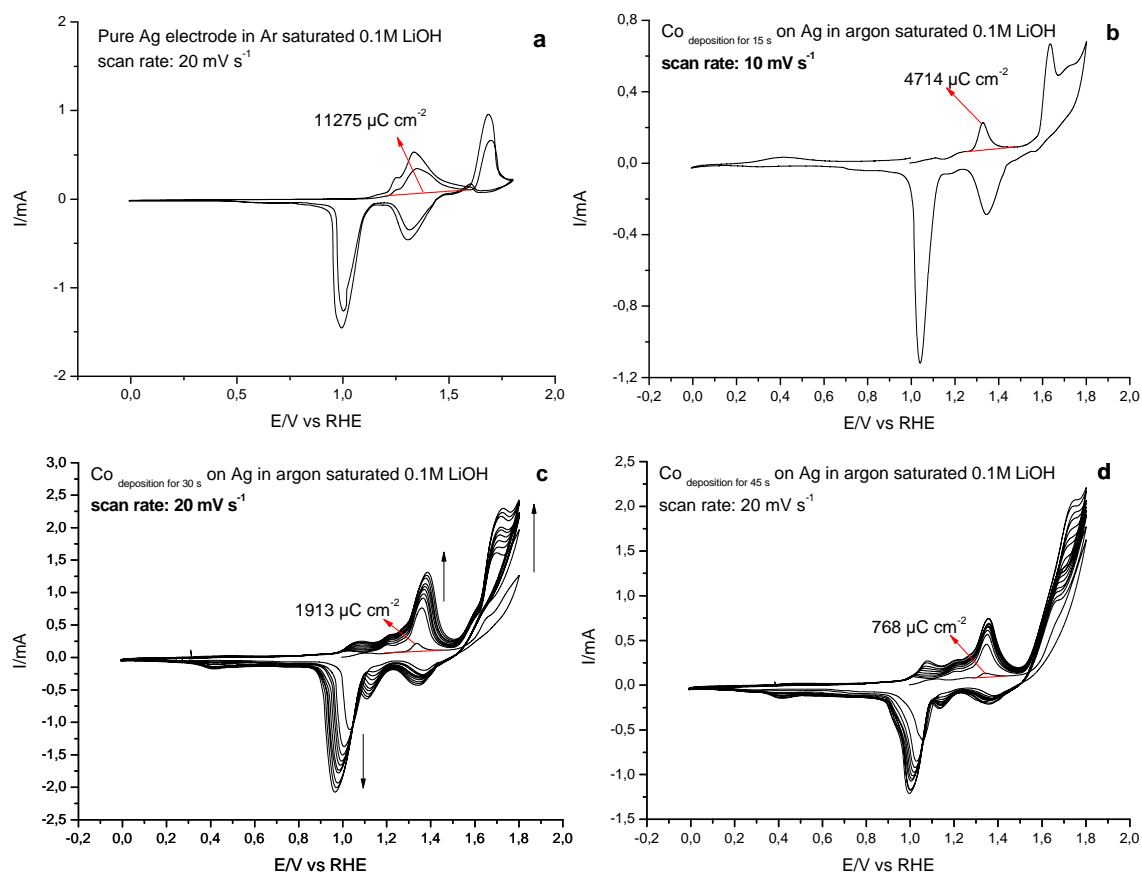 Pure Ag electrode in Ar saturated 0.1M LiOH
a
scan rate: 20 mV s-1
11275 µC cm-2
2
1
0
-1
-2
I/mA
0,0 0,5 1,0 1,5 2,0
E/V vs RHE
Co deposition for 15 s on Ag in argon saturated 0.1M LiOH
b
scan rate: 10 mV s-1
4714 µC cm-2
0,8
0,4
0,0
-0,4
-0,8
-1,2
I/mA
-0,2 0,0 0,2 0,4 0,6 0,8 1,0 1,2 1,4 1,6 1,8 2,0
E/V vs RHE
Co deposition for 30 s on Ag in argon saturated 0.1M LiOH
c
scan rate: 20 mV s-1
1913 µC cm-2
3,0
2,5
2,0
1,5
1,0
0,5
0,0
-0,5
-1,0
-1,5
-2,0
-2,5
I/mA
-0,2 0,0 0,2 0,4 0,6 0,8 1,0 1,2 1,4 1,6 1,8 2,0
E/V vs RHE
Co deposition for 45 s on Ag in argon saturated 0.1M LiOH
d
scan rate: 20 mV s-1
768 µC cm-2
2,5
2,0
1,5
1,0
0,5
0,0
-0,5
-1,0
-1,5
I/mA
-0,2 0,0 0,2 0,4 0,6 0,8 1,0 1,2 1,4 1,6 1,8 2,0
E/V vs RHE